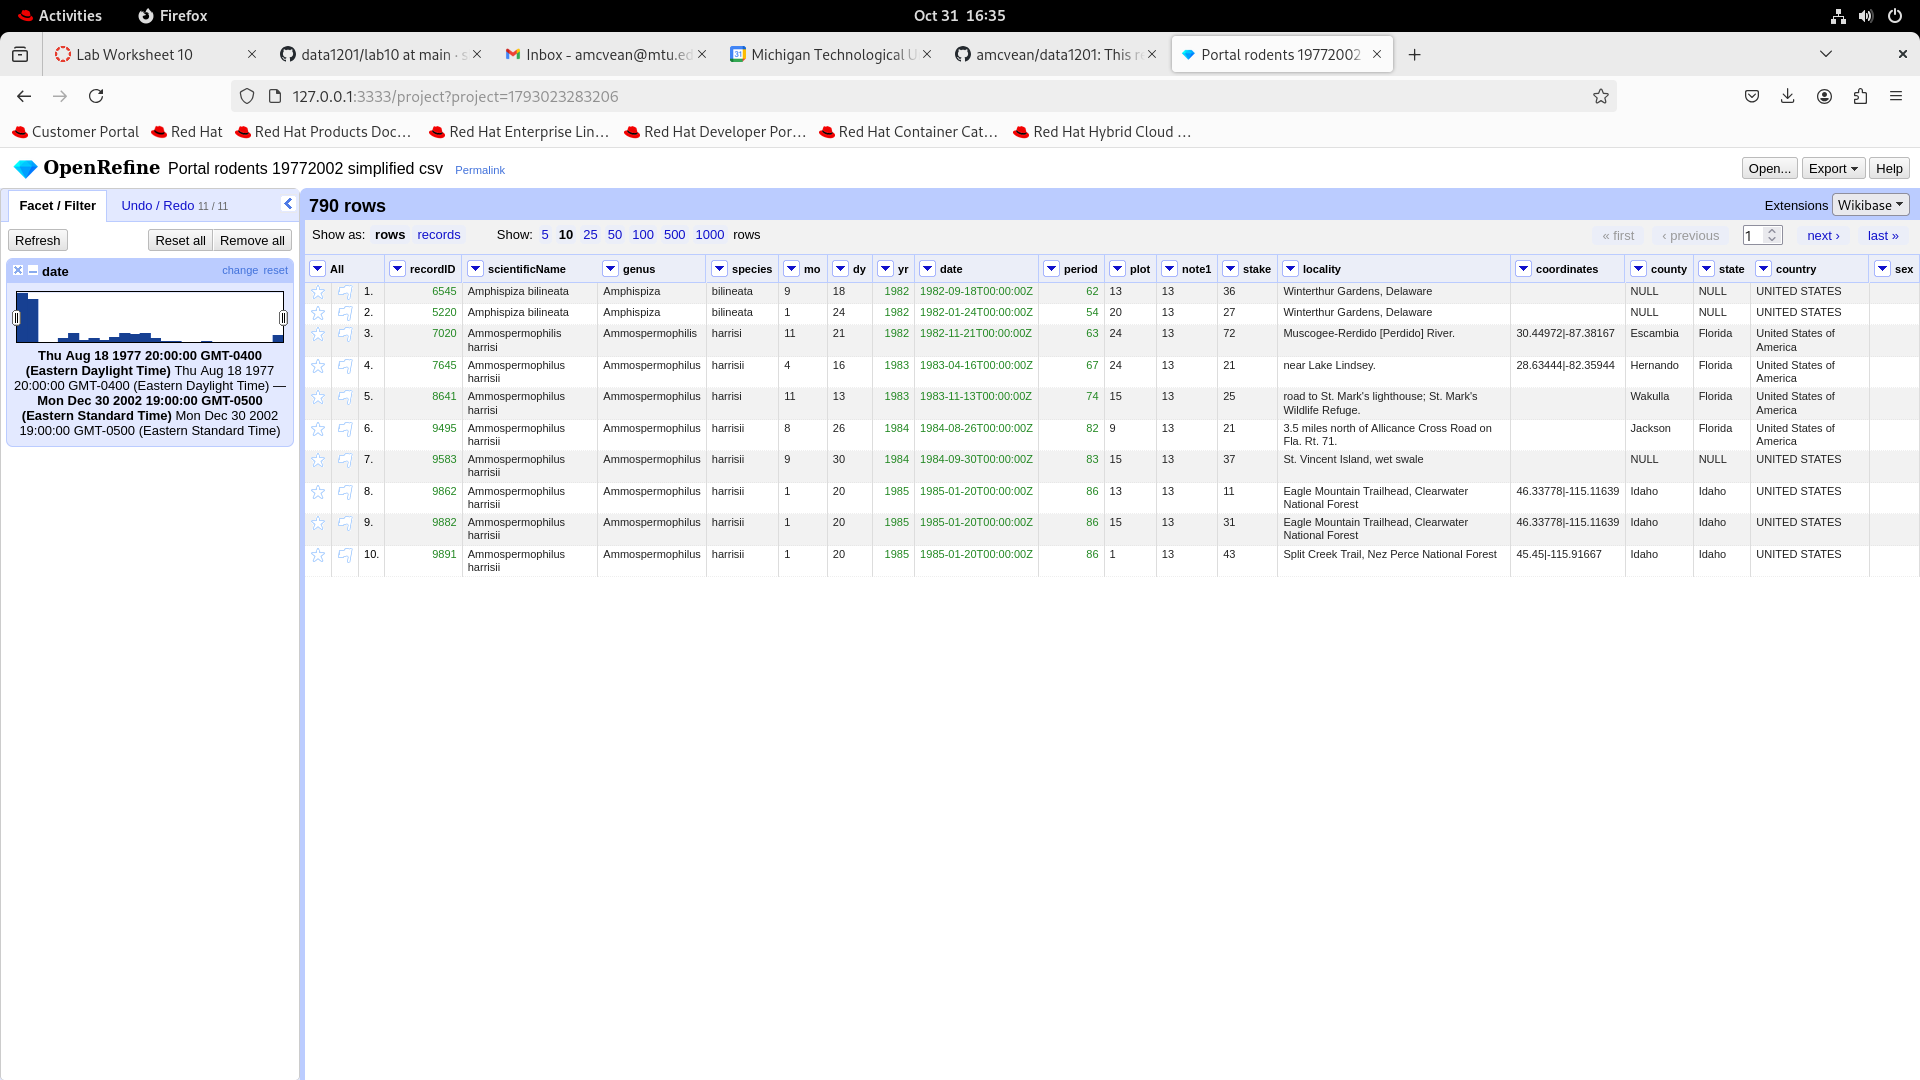 Activities Firefox Oct 31 16:35
Lab Worksheet 10 data1201/lab10 at main · s Inbox - amcvean@mtu.ed Michigan Technological U amcvean/data1201: This re Portal rodents 19772002
127.0.0.1:3333/project?project=1793023283206
Customer Portal Red Hat Red Hat Products Doc... Red Hat Enterprise Lin... Red Hat Developer Por... Red Hat Container Cat... Red Hat Hybrid Cloud ...
OpenRefine Portal rodents 19772002 simplified csv Permalink Open... Export Help
Facet / Filter Undo / Redo 11 / 11
Refresh Reset all Remove all
date change reset
Thu Aug 18 1977 20:00:00 GMT-0400
(Eastern Daylight Time) Thu Aug 18 1977
20:00:00 GMT-0400 (Eastern Daylight Time) —
Mon Dec 30 2002 19:00:00 GMT-0500
(Eastern Standard Time) Mon Dec 30 2002
19:00:00 GMT-0500 (Eastern Standard Time)
790 rows Extensions Wikibase
Show as: rows records Show: 5 10 25 50 100 500 1000 rows « first ‹ previous 1 next › last »
All recordID scientificName genus species mo dy yr date period plot note1 stake locality coordinates county state country sex
1. 6545 Amphispiza bilineata Amphispiza bilineata 9 18 1982 1982-09-18T00:00:00Z 62 13 13 36 Winterthur Gardens, Delaware NULL NULL UNITED STATES
2. 5220 Amphispiza bilineata Amphispiza bilineata 1 24 1982 1982-01-24T00:00:00Z 54 20 13 27 Winterthur Gardens, Delaware NULL NULL UNITED STATES
3. 7020 Ammospermophilis Ammospermophilis harrisi 11 21 1982 1982-11-21T00:00:00Z 63 24 13 72 Muscogee-Rerdido [Perdido] River. 30.44972|-87.38167 Escambia Florida United States of
harrisi America
4. 7645 Ammospermophilus Ammospermophilus harrisii 4 16 1983 1983-04-16T00:00:00Z 67 24 13 21 near Lake Lindsey. 28.63444|-82.35944 Hernando Florida United States of
harrisii America
5. 8641 Ammospermophilus Ammospermophilus harrisi 11 13 1983 1983-11-13T00:00:00Z 74 15 13 25 road to St. Mark's lighthouse; St. Mark's Wakulla Florida United States of
harrisi Wildlife Refuge. America
6. 9495 Ammospermophilus Ammospermophilus harrisii 8 26 1984 1984-08-26T00:00:00Z 82 9 13 21 3.5 miles north of Allicance Cross Road on Jackson Florida United States of
harrisii Fla. Rt. 71. America
7. 9583 Ammospermophilus Ammospermophilus harrisii 9 30 1984 1984-09-30T00:00:00Z 83 15 13 37 St. Vincent Island, wet swale NULL NULL UNITED STATES
harrisii
8. 9862 Ammospermophilus Ammospermophilus harrisii 1 20 1985 1985-01-20T00:00:00Z 86 13 13 11 Eagle Mountain Trailhead, Clearwater 46.33778|-115.11639 Idaho Idaho UNITED STATES
harrisii National Forest
9. 9882 Ammospermophilus Ammospermophilus harrisii 1 20 1985 1985-01-20T00:00:00Z 86 15 13 31 Eagle Mountain Trailhead, Clearwater 46.33778|-115.11639 Idaho Idaho UNITED STATES
harrisii National Forest
10. 9891 Ammospermophilus Ammospermophilus harrisii 1 20 1985 1985-01-20T00:00:00Z 86 1 13 43 Split Creek Trail, Nez Perce National Forest 45.45|-115.91667 Idaho Idaho UNITED STATES
harrisii